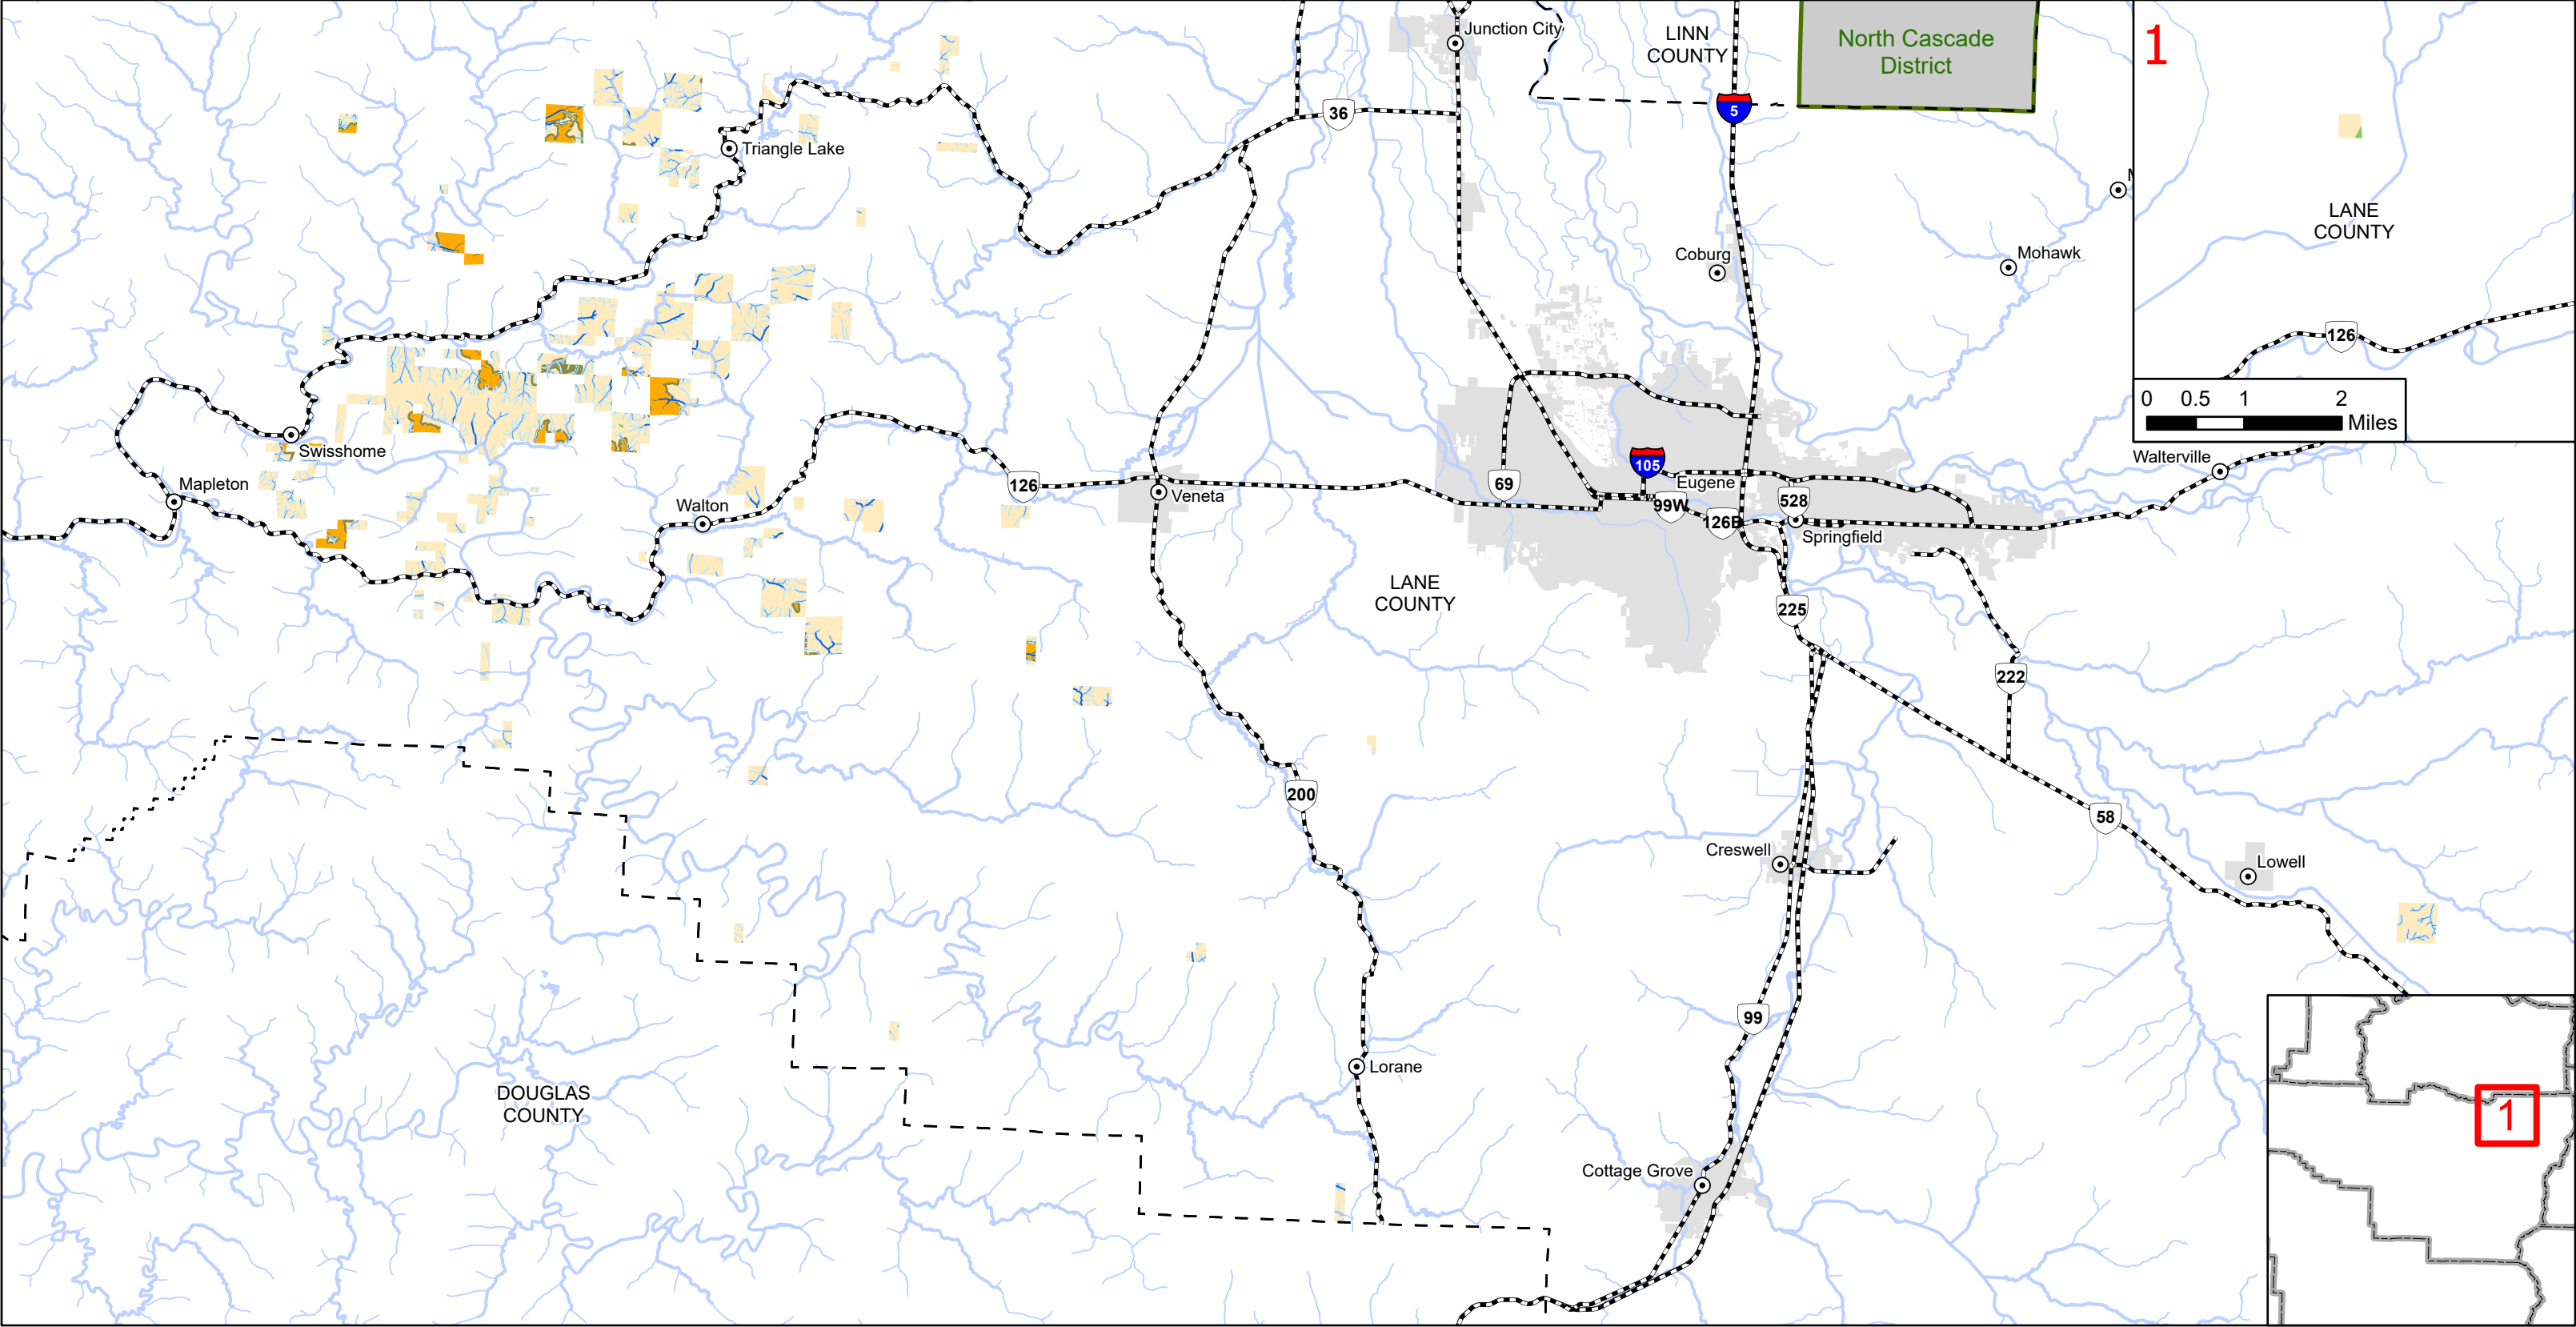 Junction City
LINN
COUNTY
North Cascade
District
1
5
36
Triangle Lake
LANE
COUNTY
Coburg
Mohawk
126
0 0.5 1 2
Miles
Swisshome
Mapleton
Walton
126
Veneta
69
105
Eugene
99W
528
Springfield
Walterville
LANE
COUNTY
225
222
200
58
Creswell
Lowell
99
Lorane
DOUGLAS
COUNTY
Cottage Grove
1